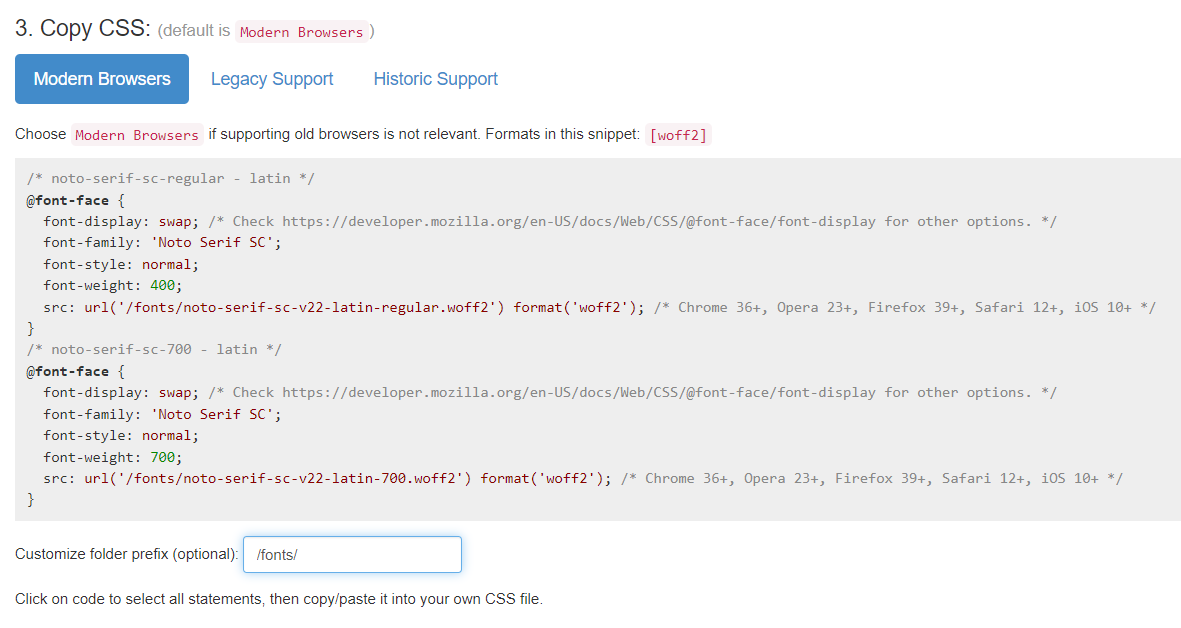 3. Copy CSS: (default is Modern Browsers)
Modern Browsers Legacy Support Historic Support
Choose Modern Browsers if supporting old browsers is not relevant. Formats in this snippet: [woff2]
/* noto-serif-sc-regular - latin */
@font-face {
  font-display: swap; /* Check https://developer.mozilla.org/en-US/docs/Web/CSS/@font-face/font-display for other options. */
  font-family: 'Noto Serif SC';
  font-style: normal;
  font-weight: 400;
  src: url('/fonts/noto-serif-sc-v22-latin-regular.woff2') format('woff2'); /* Chrome 36+, Opera 23+, Firefox 39+, Safari 12+, iOS 10+ */
}
/* noto-serif-sc-700 - latin */
@font-face {
  font-display: swap; /* Check https://developer.mozilla.org/en-US/docs/Web/CSS/@font-face/font-display for other options. */
  font-family: 'Noto Serif SC';
  font-style: normal;
  font-weight: 700;
  src: url('/fonts/noto-serif-sc-v22-latin-700.woff2') format('woff2'); /* Chrome 36+, Opera 23+, Firefox 39+, Safari 12+, iOS 10+ */
}
Customize folder prefix (optional): /fonts/
Click on code to select all statements, then copy/paste it into your own CSS file.